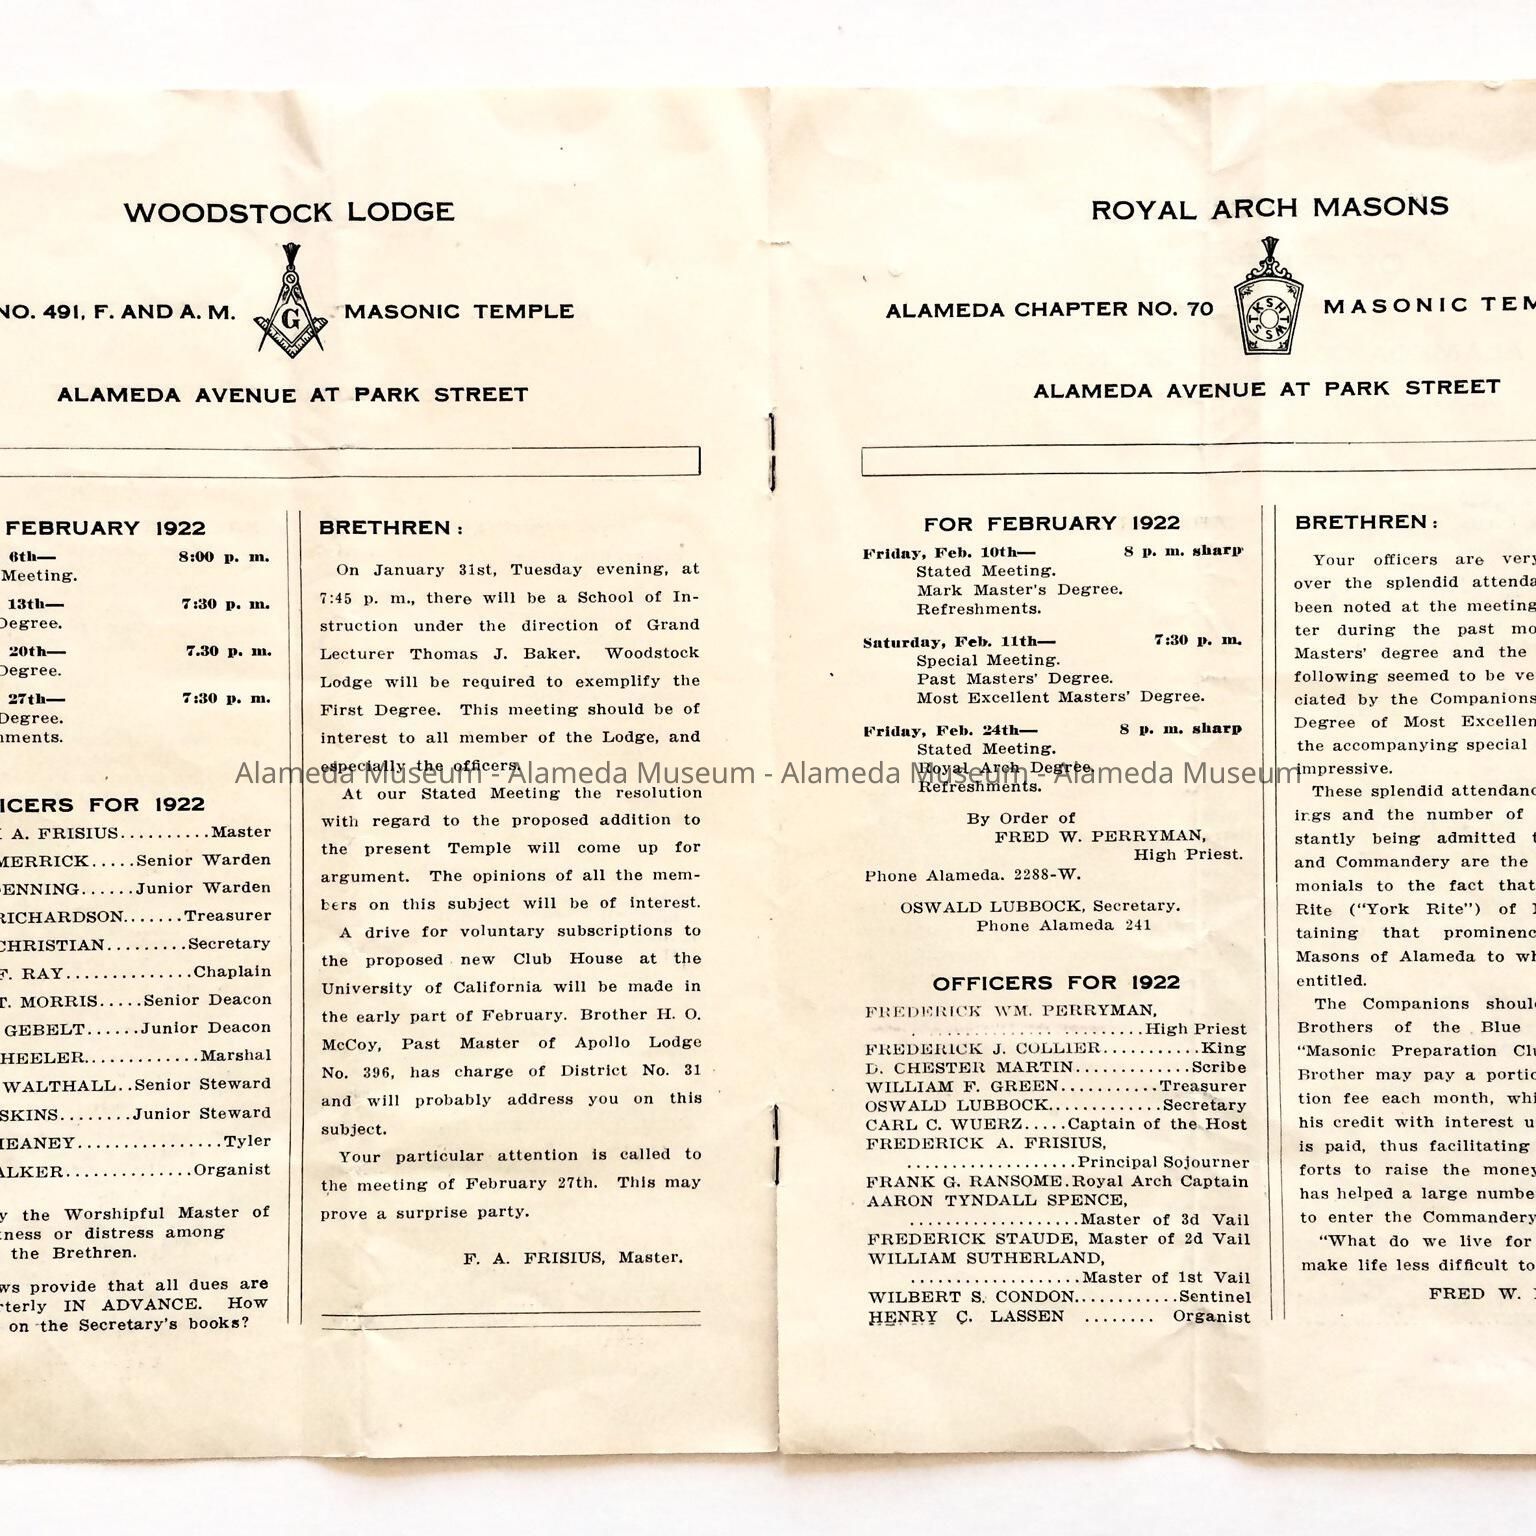 WOODSTOCK LODGE
NO. 491, F. AND A. M.
G
MASONIC TEMPLE
ALAMEDA AVENUE AT PARK STREET
FEBRUARY 1922
6th— 8:00 p. m.
Meeting.
13th— 7:30 p. m.
Degree.
20th— 7.30 p. m.
Degree.
27th— 7:30 p. m.
Degree.
ments.
ICERS FOR 1922
A. FRISIUS..........Master
MERRICK.....Senior Warden
ENNING......Junior Warden
RICHARDSON.......Treasurer
CHRISTIAN.........Secretary
F. RAY..............Chaplain
T. MORRIS.....Senior Deacon
GEBELT......Junior Deacon
HEELER............Marshal
WALTHALL..Senior Steward
SKINS........Junior Steward
HEANEY................Tyler
ALKER..............Organist
y the Worshipful Master of
ness or distress among
the Brethren.
ws provide that all dues are
rterly IN ADVANCE. How
on the Secretary's books?
BRETHREN:
On January 31st, Tuesday evening, at
7:45 p. m., there will be a School of In-
struction under the direction of Grand
Lecturer Thomas J. Baker. Woodstock
Lodge will be required to exemplify the
First Degree. This meeting should be of
interest to all member of the Lodge, and
especially the officers.
At our Stated Meeting the resolution
with regard to the proposed addition to
the present Temple will come up for
argument. The opinions of all the mem-
bers on this subject will be of interest.
A drive for voluntary subscriptions to
the proposed new Club House at the
University of California will be made in
the early part of February. Brother H. O.
McCoy, Past Master of Apollo Lodge
No. 396, has charge of District No. 31
and will probably address you on this
subject.
Your particular attention is called to
the meeting of February 27th. This may
prove a surprise party.
F. A. FRISIUS, Master.
ROYAL ARCH MASONS
ALAMEDA CHAPTER NO. 70
HTWSSTKS
MASONIC TEM
ALAMEDA AVENUE AT PARK STREET
FOR FEBRUARY 1922
Friday, Feb. 10th— 8 p. m. sharp
Stated Meeting.
Mark Master's Degree.
Refreshments.
Saturday, Feb. 11th— 7:30 p. m.
Special Meeting.
Past Masters' Degree.
Most Excellent Masters' Degree.
Friday, Feb. 24th— 8 p. m. sharp
Stated Meeting.
Royal Arch Degree.
Refreshments.
By Order of
FRED W. PERRYMAN,
High Priest.
Phone Alameda. 2288-W.
OSWALD LUBBOCK, Secretary.
Phone Alameda 241
OFFICERS FOR 1922
FREDERICK WM. PERRYMAN,
......................High Priest
FREDERICK J. COLLIER...........King
D. CHESTER MARTIN.............Scribe
WILLIAM F. GREEN...........Treasurer
OSWALD LUBBOCK.............Secretary
CARL C. WUERZ.....Captain of the Host
FREDERICK A. FRISIUS,
...................Principal Sojourner
FRANK G. RANSOME.Royal Arch Captain
AARON TYNDALL SPENCE,
...................Master of 3d Vail
FREDERICK STAUDE, Master of 2d Vail
WILLIAM SUTHERLAND,
...................Master of 1st Vail
WILBERT S. CONDON............Sentinel
HENRY C. LASSEN ........ Organist
BRETHREN:
Your officers are very
over the splendid attenda
been noted at the meeting
ter during the past mo
Masters' degree and the
following seemed to be ve
ciated by the Companions
Degree of Most Excellen
the accompanying special
impressive.
These splendid attendanc
ings and the number of
stantly being admitted t
and Commandery are the
monials to the fact that
Rite ("York Rite") of
taining that prominenc
Masons of Alameda to wh
entitled.
The Companions shoul
Brothers of the Blue
"Masonic Preparation Clu
Brother may pay a portio
tion fee each month, whi
his credit with interest u
is paid, thus facilitating
forts to raise the money
has helped a large numbe
to enter the Commandery
"What do we live for
make life less difficult to
FRED W.
Alameda Museum - Alameda Museum - Alameda Museum - Alameda Museum